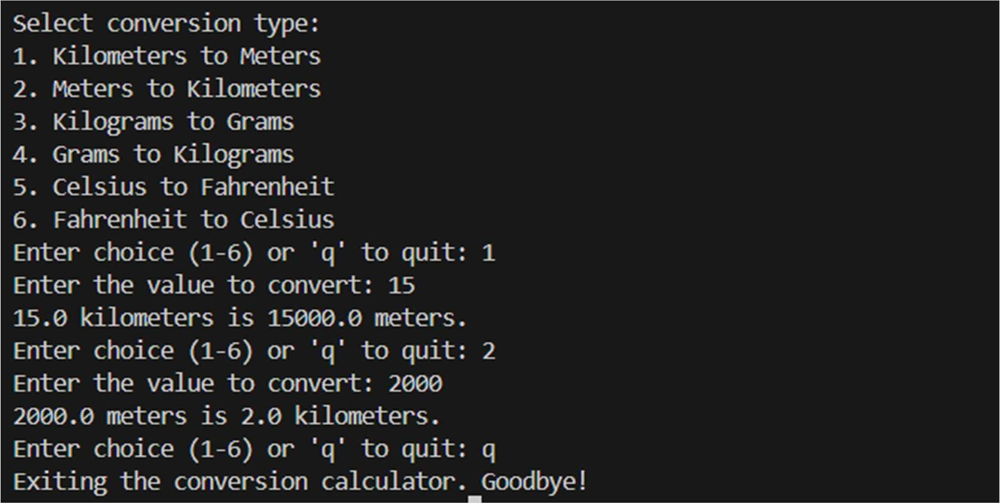 Select conversion type:
1. Kilometers to Meters
2. Meters to Kilometers
3. Kilograms to Grams
4. Grams to Kilograms
5. Celsius to Fahrenheit
6. Fahrenheit to Celsius
Enter choice (1-6) or 'q' to quit: 1
Enter the value to convert: 15
15.0 kilometers is 15000.0 meters.
Enter choice (1-6) or 'q' to quit: 2
Enter the value to convert: 2000
2000.0 meters is 2.0 kilometers.
Enter choice (1-6) or 'q' to quit: q
Exiting the conversion calculator. Goodbye!